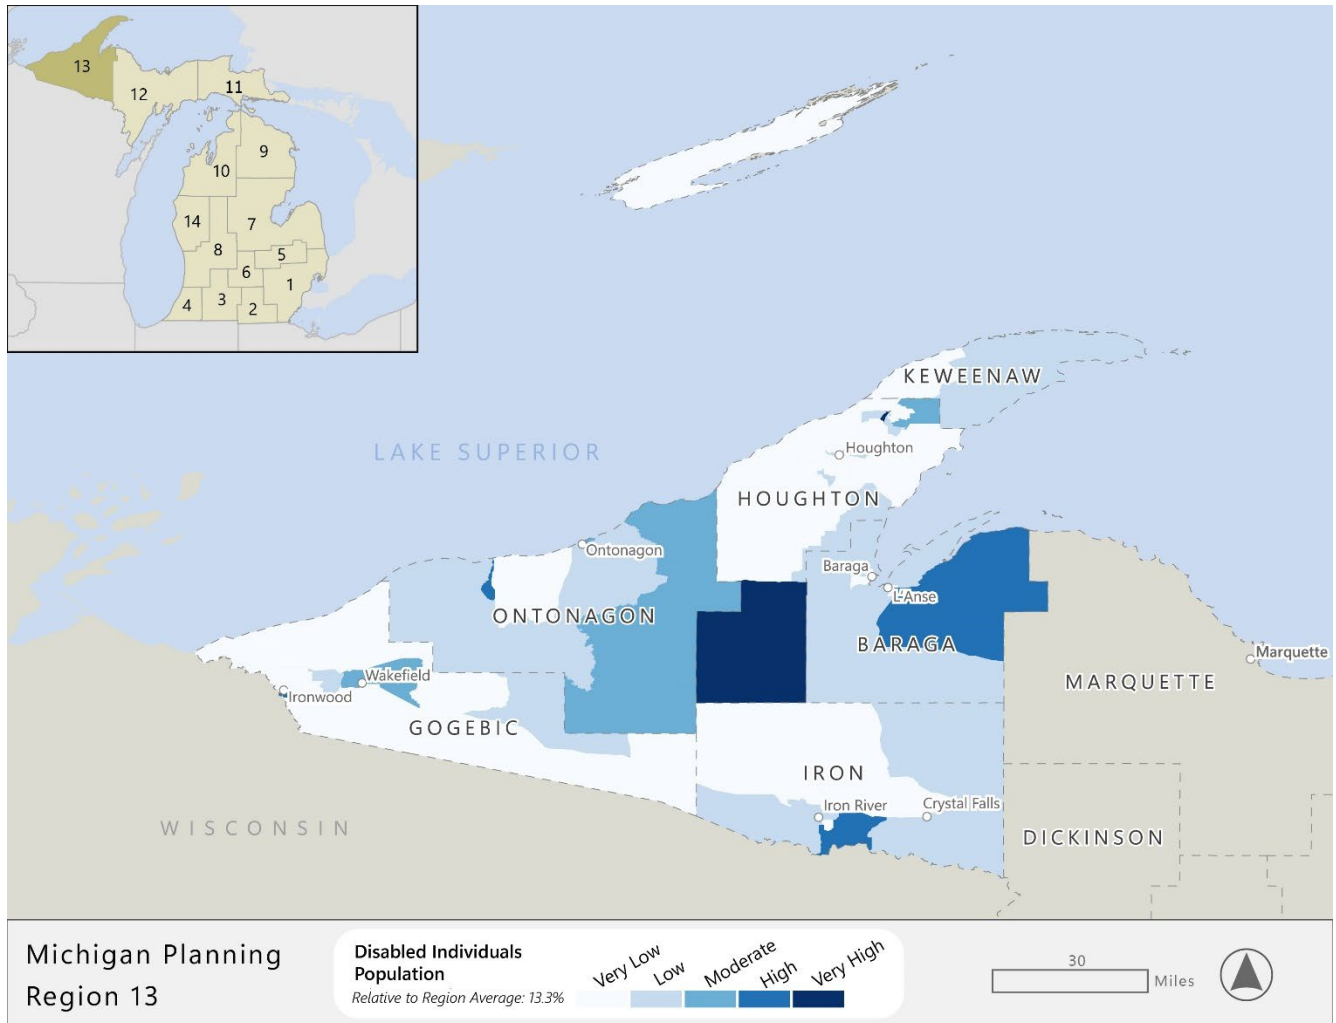 13
12
11
9
10
14
7
8
5
6
1
4
3
2
KEWEENAW
LAKE SUPERIOR
Houghton
HOUGHTON
Ontonagon
Baraga
L'Anse
ONTONAGON
BARAGA
Marquette
Wakefield
MARQUETTE
Ironwood
GOGEBIC
IRON
Iron River
Crystal Falls
WISCONSIN
DICKINSON
Michigan Planning
Region 13
Disabled Individuals
Population
Relative to Region Average: 13.3%
Very Low
Low
Moderate
High
Very High
30
Miles